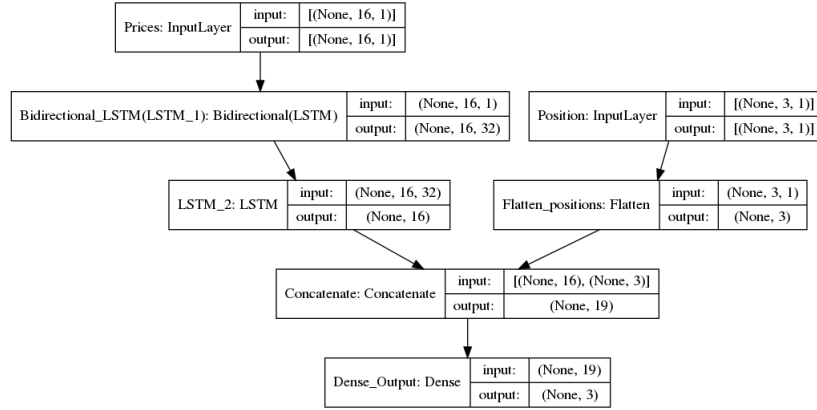 Prices: InputLayer
input: [(None, 16, 1)]
output: [(None, 16, 1)]
Bidirectional_LSTM(LSTM_1): Bidirectional(LSTM)
input: (None, 16, 1)
output: (None, 16, 32)
Position: InputLayer
input: [(None, 3, 1)]
output: [(None, 3, 1)]
LSTM_2: LSTM
input: (None, 16, 32)
output: (None, 16)
Flatten_positions: Flatten
input: (None, 3, 1)
output: (None, 3)
Concatenate: Concatenate
input: [(None, 16), (None, 3)]
output: (None, 19)
Dense_Output: Dense
input: (None, 19)
output: (None, 3)